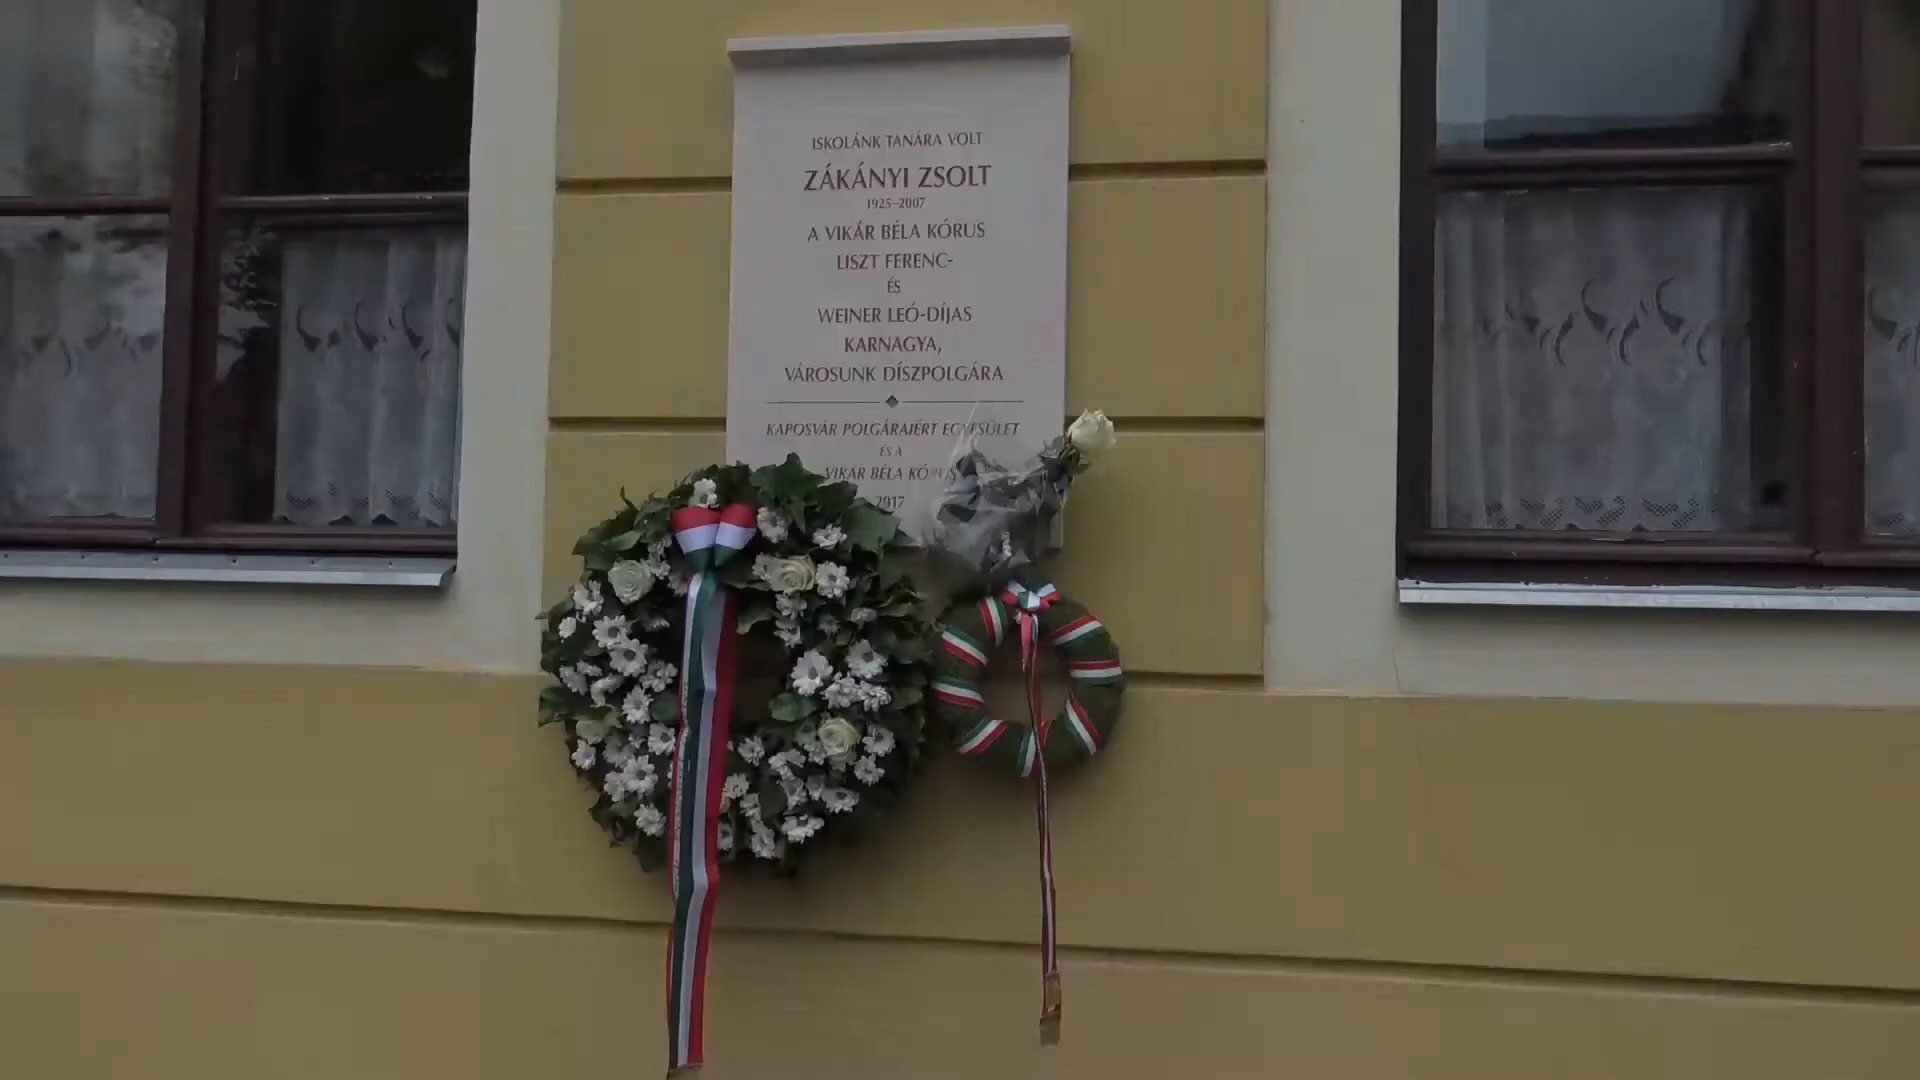 ISKOLÁNK TANÁRA VOLT
ZÁKÁNYI ZSOLT
1925–2007
A VIKÁR BÉLA KÓRUS
LISZT FERENC-
ÉS
WEINER LEÓ-DÍJAS
KARNAGYA,
VÁROSUNK DÍSZPOLGÁRA
KAPOSVÁR POLGÁRAIÉRT EGYESÜLET
ÉS A
VIKÁR BÉLA KÓRUS
2017